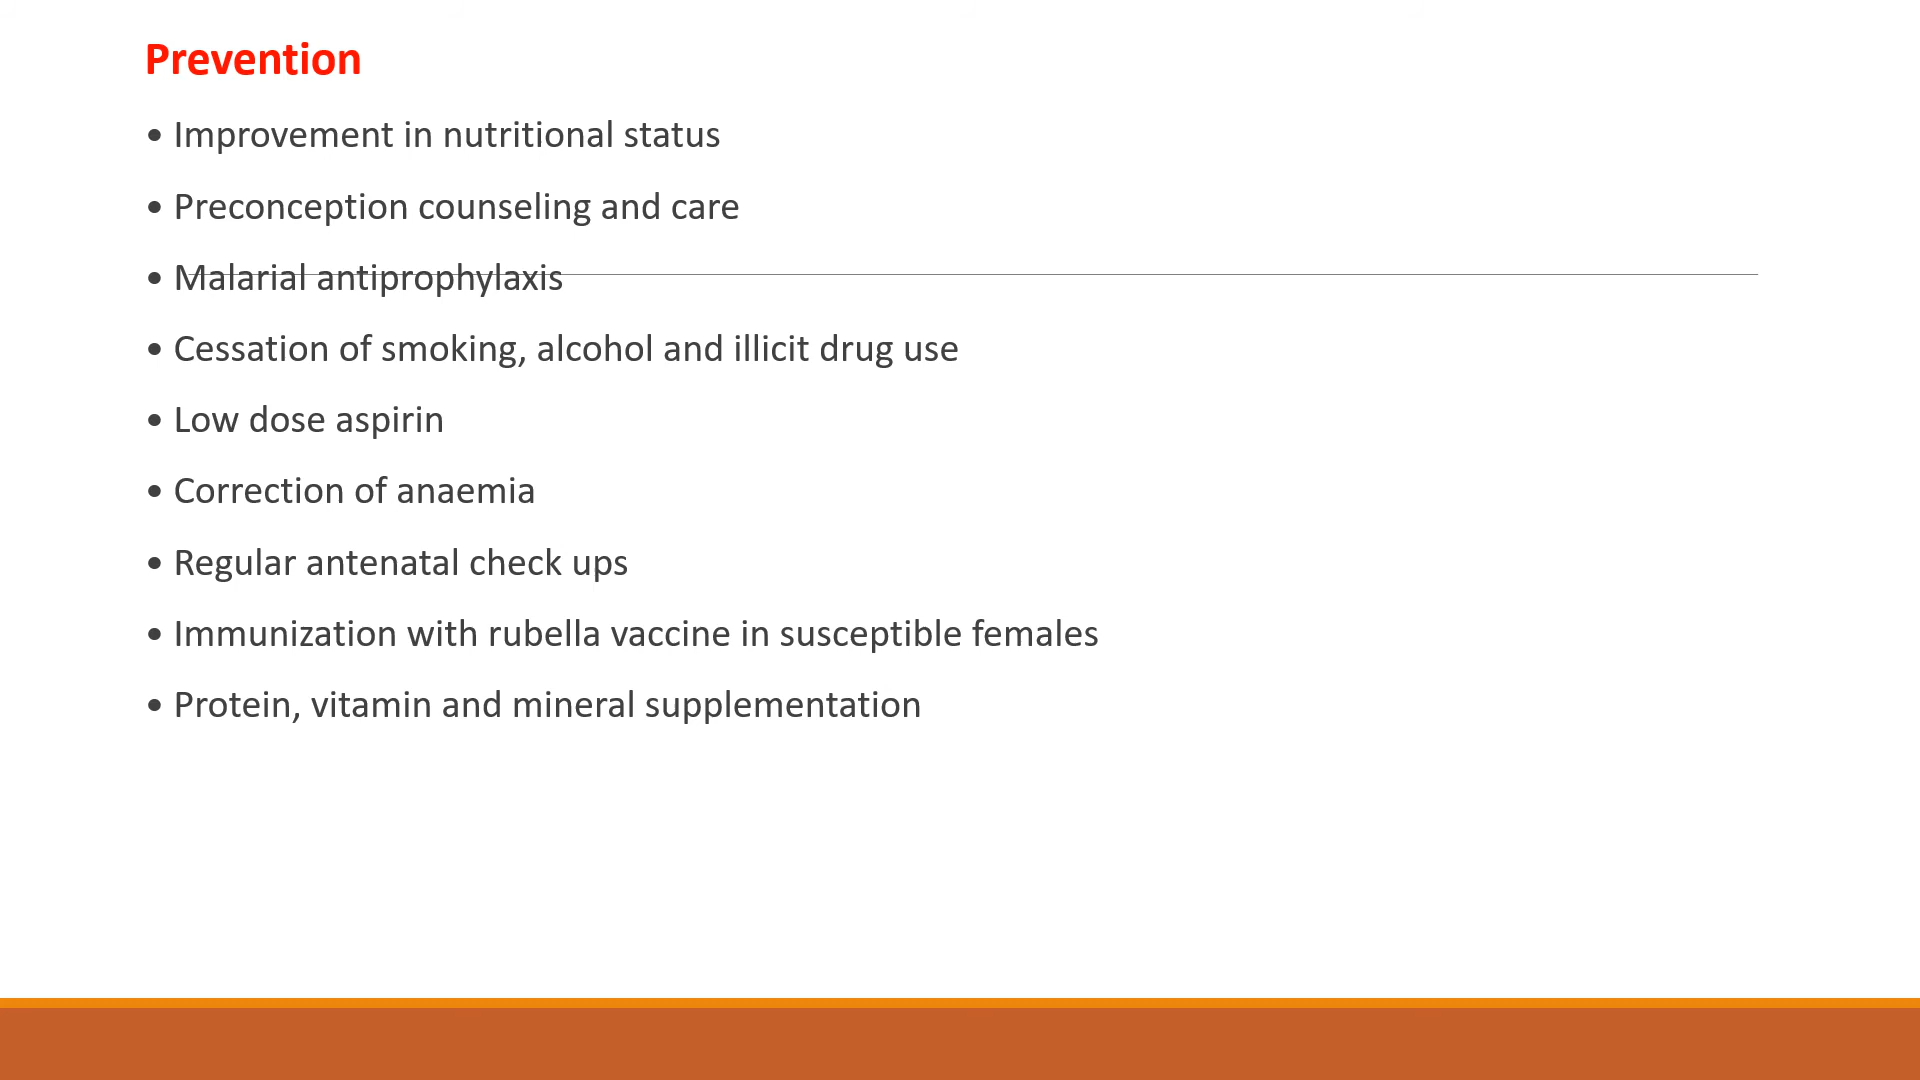 Prevention
• Improvement in nutritional status
• Preconception counseling and care
• Malarial antiprophylaxis
• Cessation of smoking, alcohol and illicit drug use
• Low dose aspirin
• Correction of anaemia
• Regular antenatal check ups
• Immunization with rubella vaccine in susceptible females
• Protein, vitamin and mineral supplementation